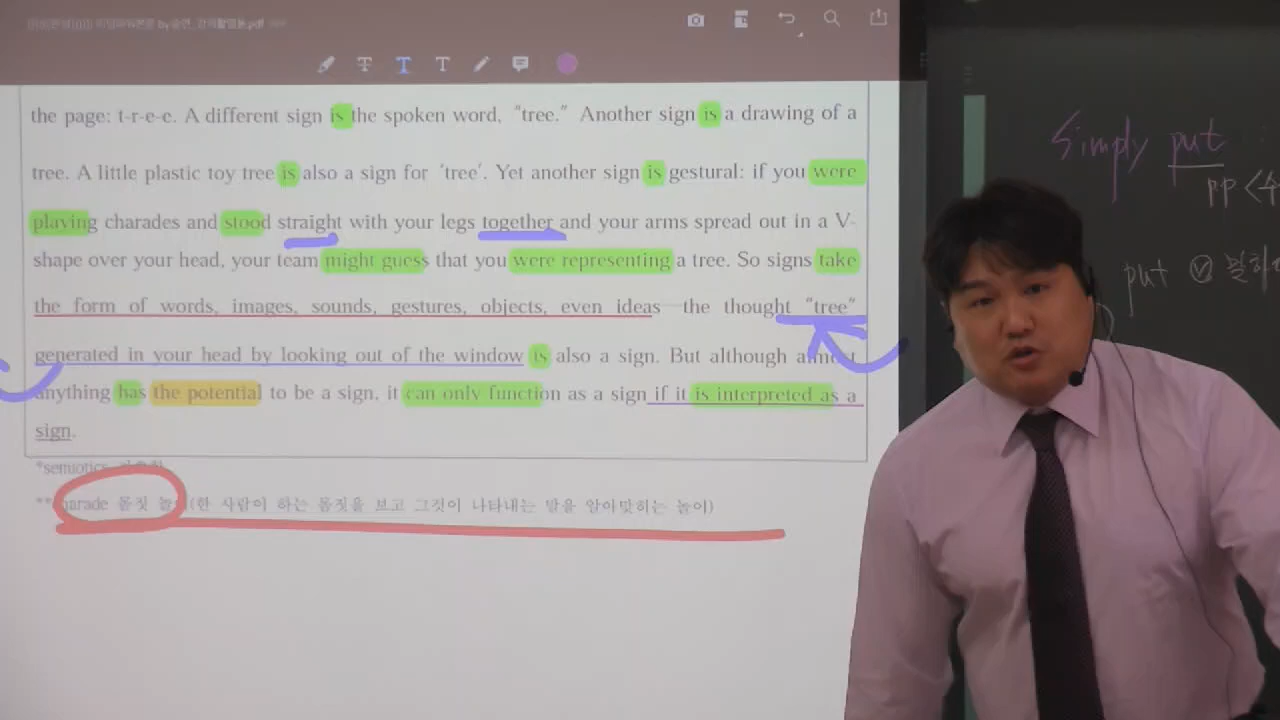 the page: t-r-e-e. A different sign is the spoken word, "tree." Another sign is a drawing of a
tree. A little plastic toy tree is also a sign for 'tree'. Yet another sign is gestural: if you were
playing charades and stood straight with your legs together and your arms spread out in a V-
shape over your head, your team might guess that you were representing a tree. So signs take
the form of words, images, sounds, gestures, objects, even ideas—the thought "tree"
generated in your head by looking out of the window is also a sign. But although
anything has the potential to be a sign, it can only function as a sign if it is interpreted as a
sign.
*semiotics
** 몸짓 (한 사람이 하는 몸짓을 보고 그것이 나타내는 말을 알아맞히는 놀이)
Simply put
pp <수
put ⓥ 말하